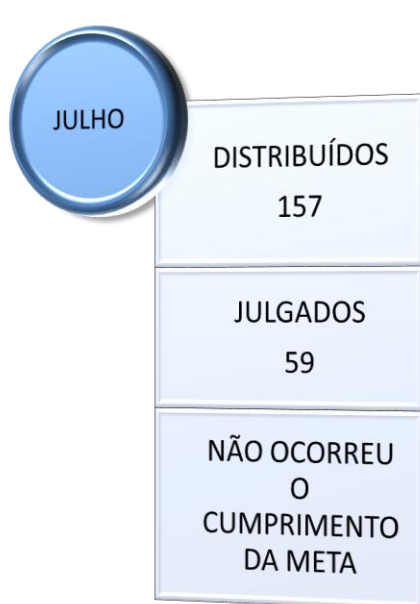 JULHO
DISTRIBUÍDOS
157
JULGADOS
59
NÃO OCORREU
O
CUMPRIMENTO
DA META